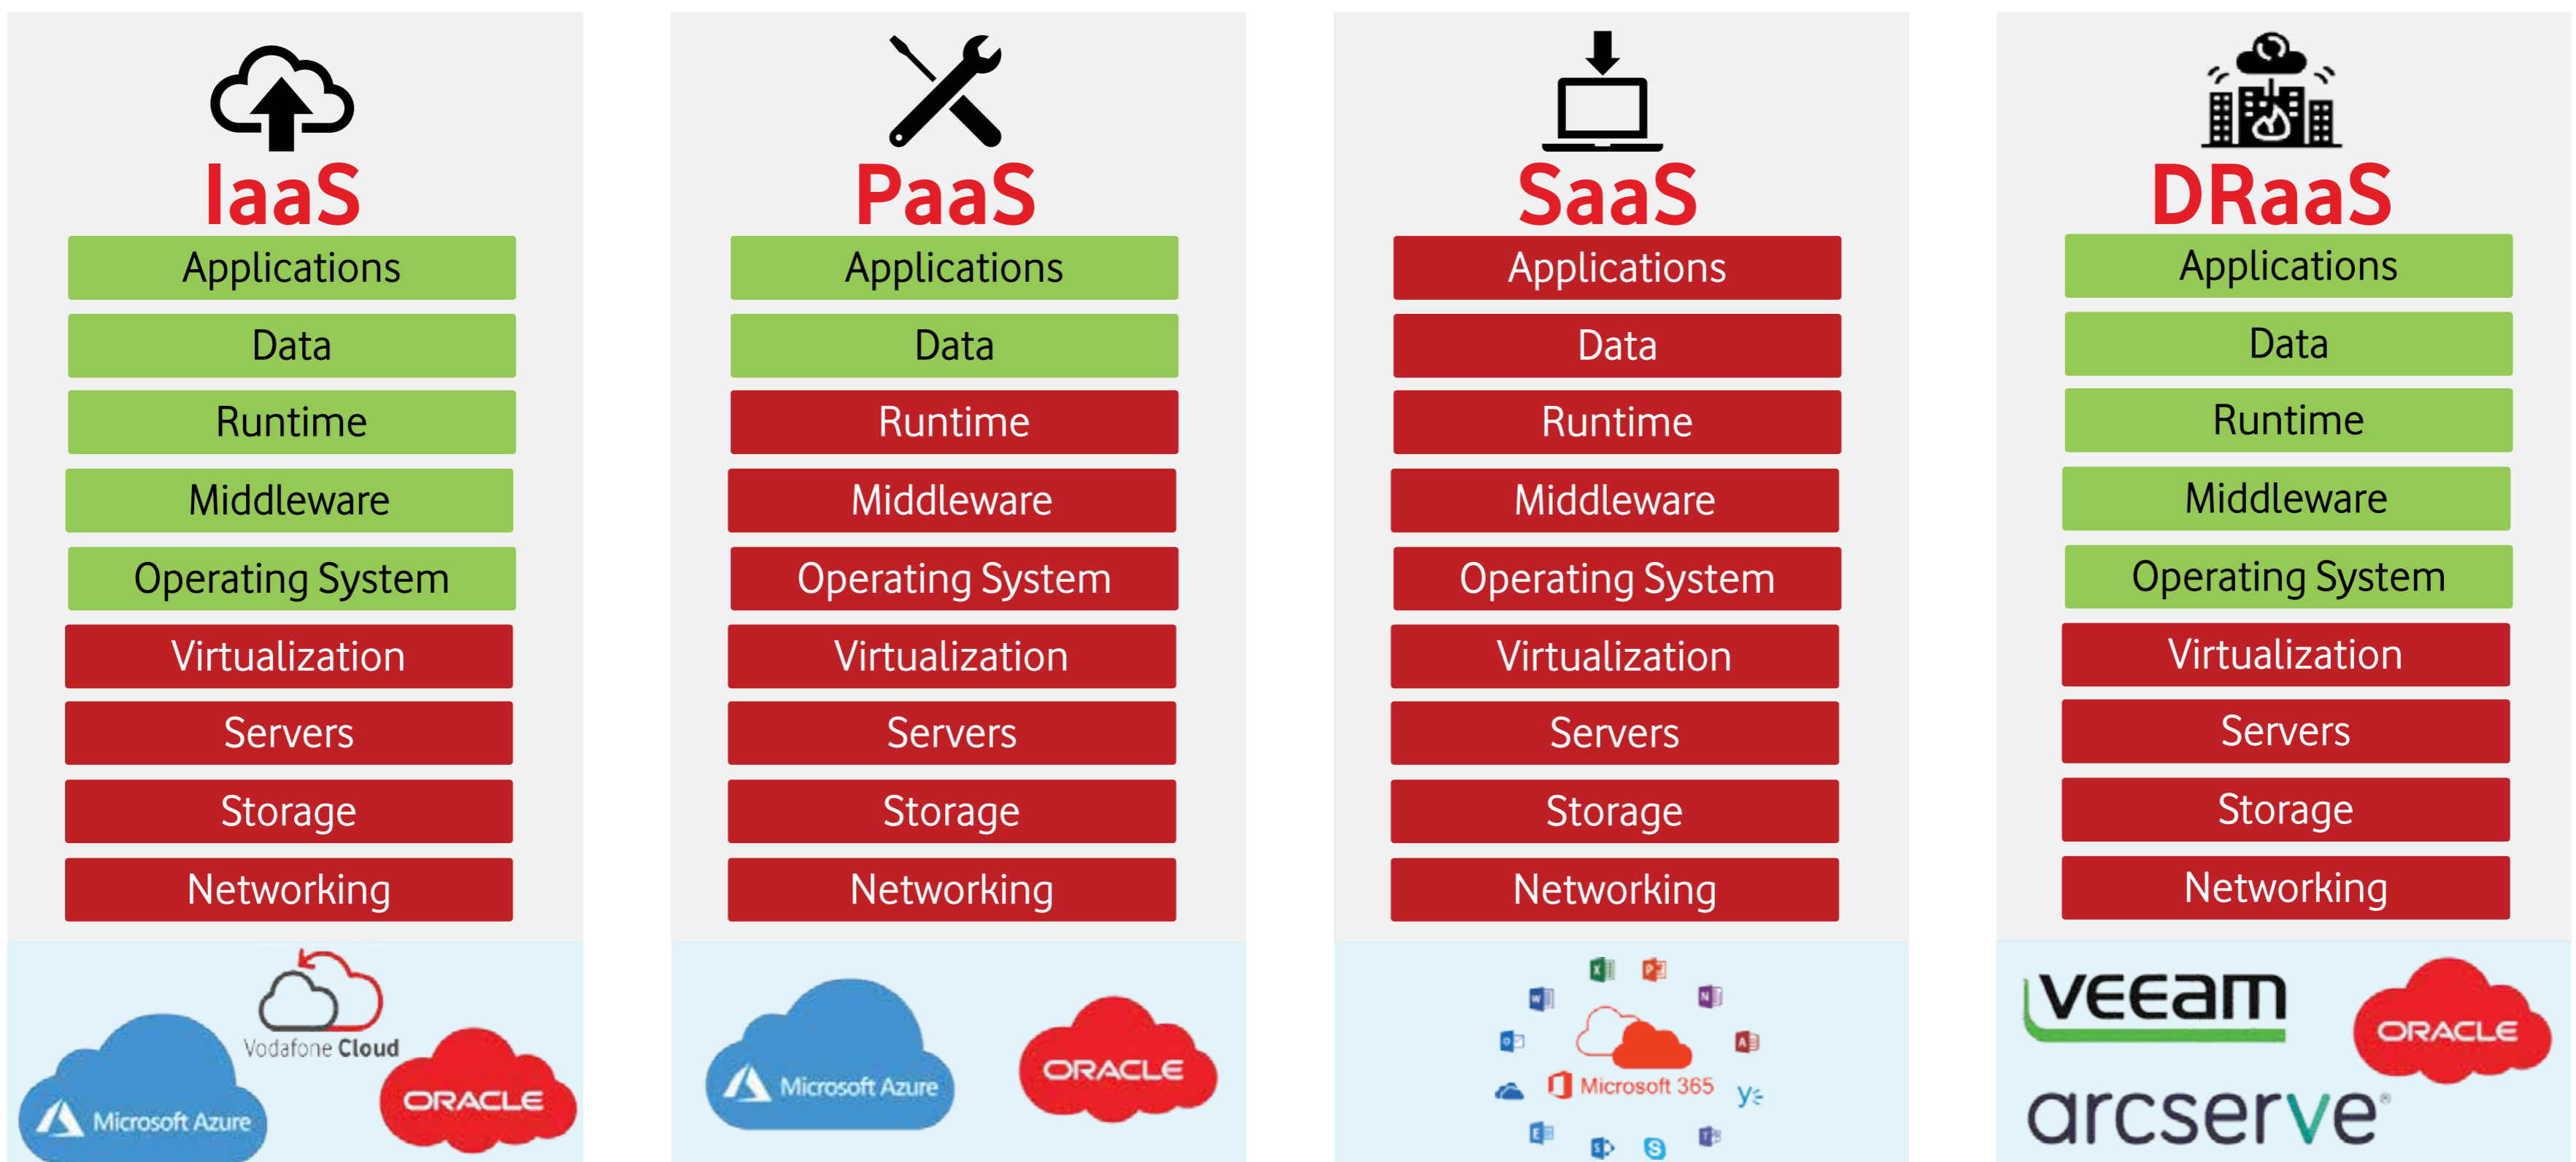 IaaS
Applications
Data
Runtime
Middleware
Operating System
Virtualization
Servers
Storage
Networking
Vodafone Cloud
Microsoft Azure
ORACLE
PaaS
Applications
Data
Runtime
Middleware
Operating System
Virtualization
Servers
Storage
Networking
Microsoft Azure
ORACLE
SaaS
Applications
Data
Runtime
Middleware
Operating System
Virtualization
Servers
Storage
Networking
Microsoft 365
DRaaS
Applications
Data
Runtime
Middleware
Operating System
Virtualization
Servers
Storage
Networking
veeam
ORACLE
arcserve®